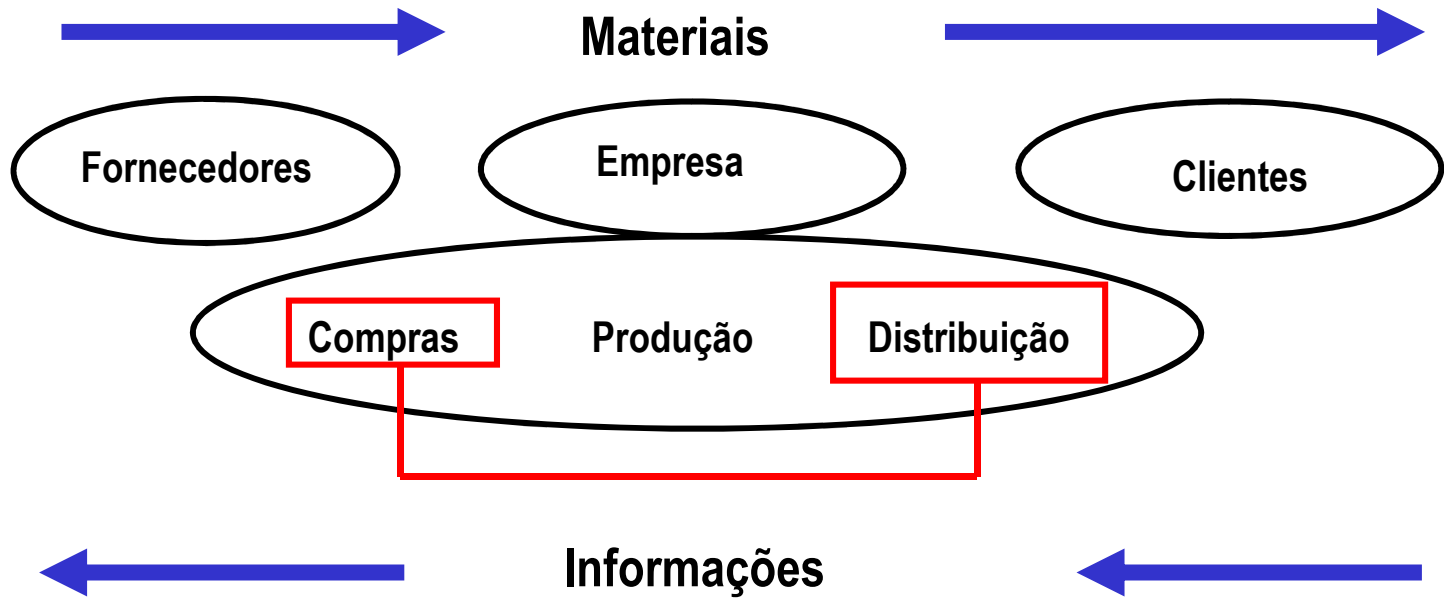 Materiais
Fornecedores
Empresa
Clientes
Compras
Produção
Distribuição
Informações